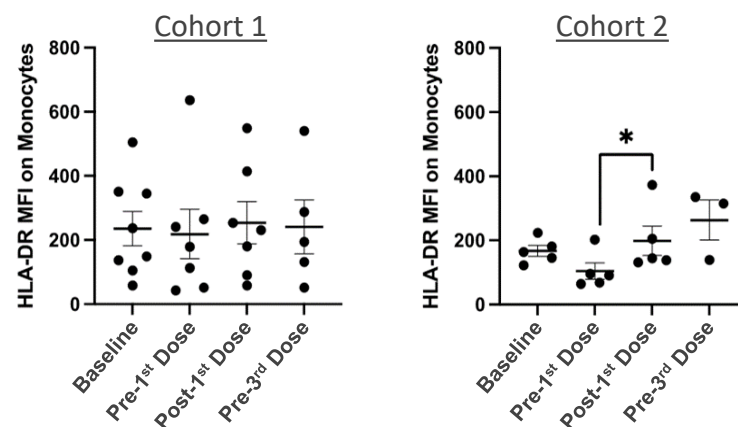 Cohort 1
HLA-DR MFI on Monocytes
800
600
400
200
0
Baseline
Pre-1st Dose
Post-1st Dose
Pre-3rd Dose
Cohort 2
HLA-DR MFI on Monocytes
800
600
400
200
0
*
Baseline
Pre-1st Dose
Post-1st Dose
Pre-3rd Dose